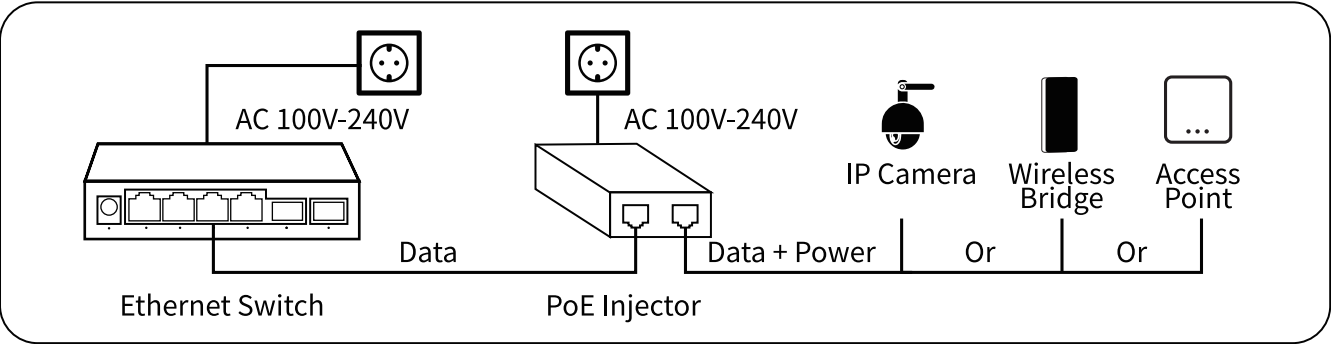 AC 100V-240V
AC 100V-240V
IP Camera
Wireless
Bridge
Access
Point
Data
Data + Power
Or
Or
Ethernet Switch
PoE Injector